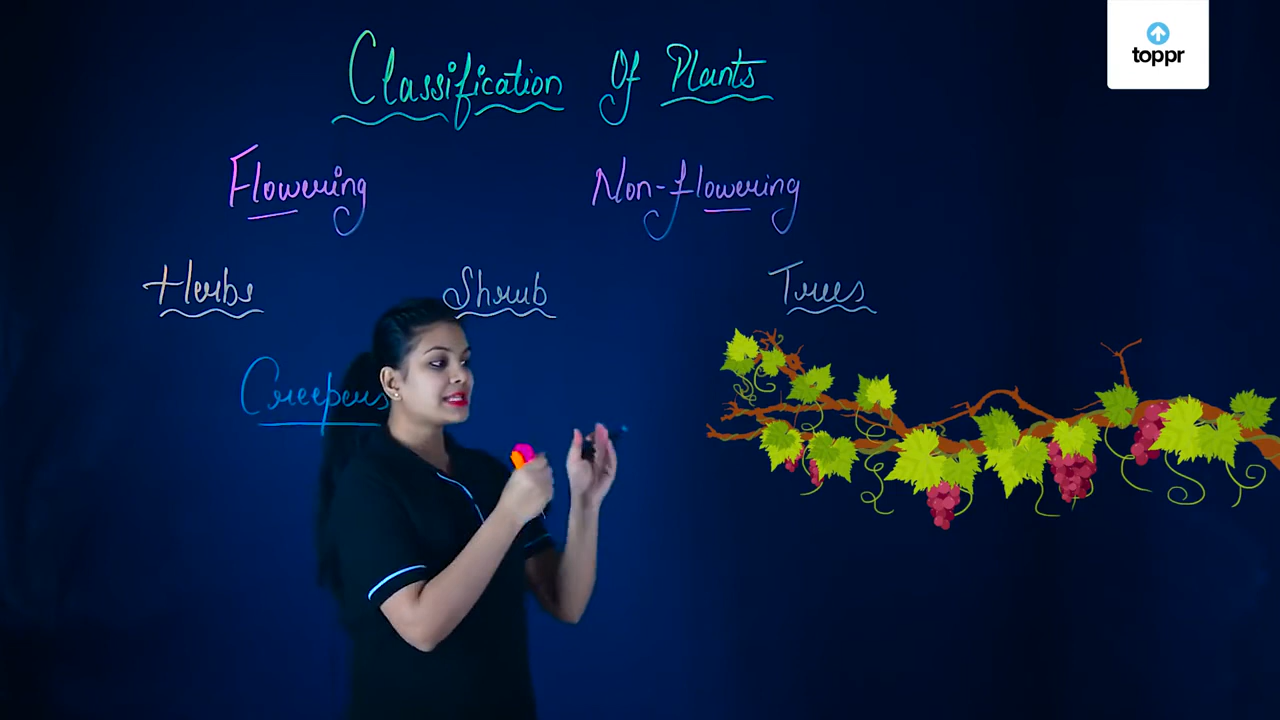 toppr
Classification Of Plants
Flowering Non-flowering
Herbs Shrub Trees
Creepers